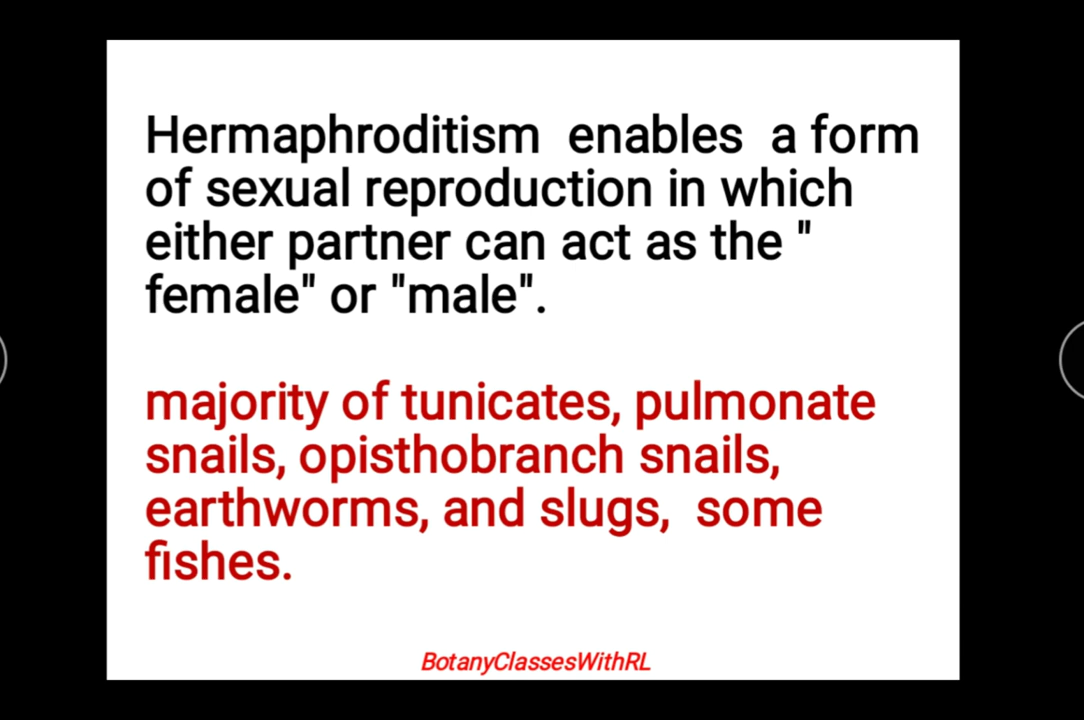 Hermaphroditism  enables  a form
of sexual reproduction in which
either partner can act as the "
female" or "male".
majority of tunicates, pulmonate
snails, opisthobranch snails,
earthworms, and slugs,  some
fishes.
BotanyClassesWithRL